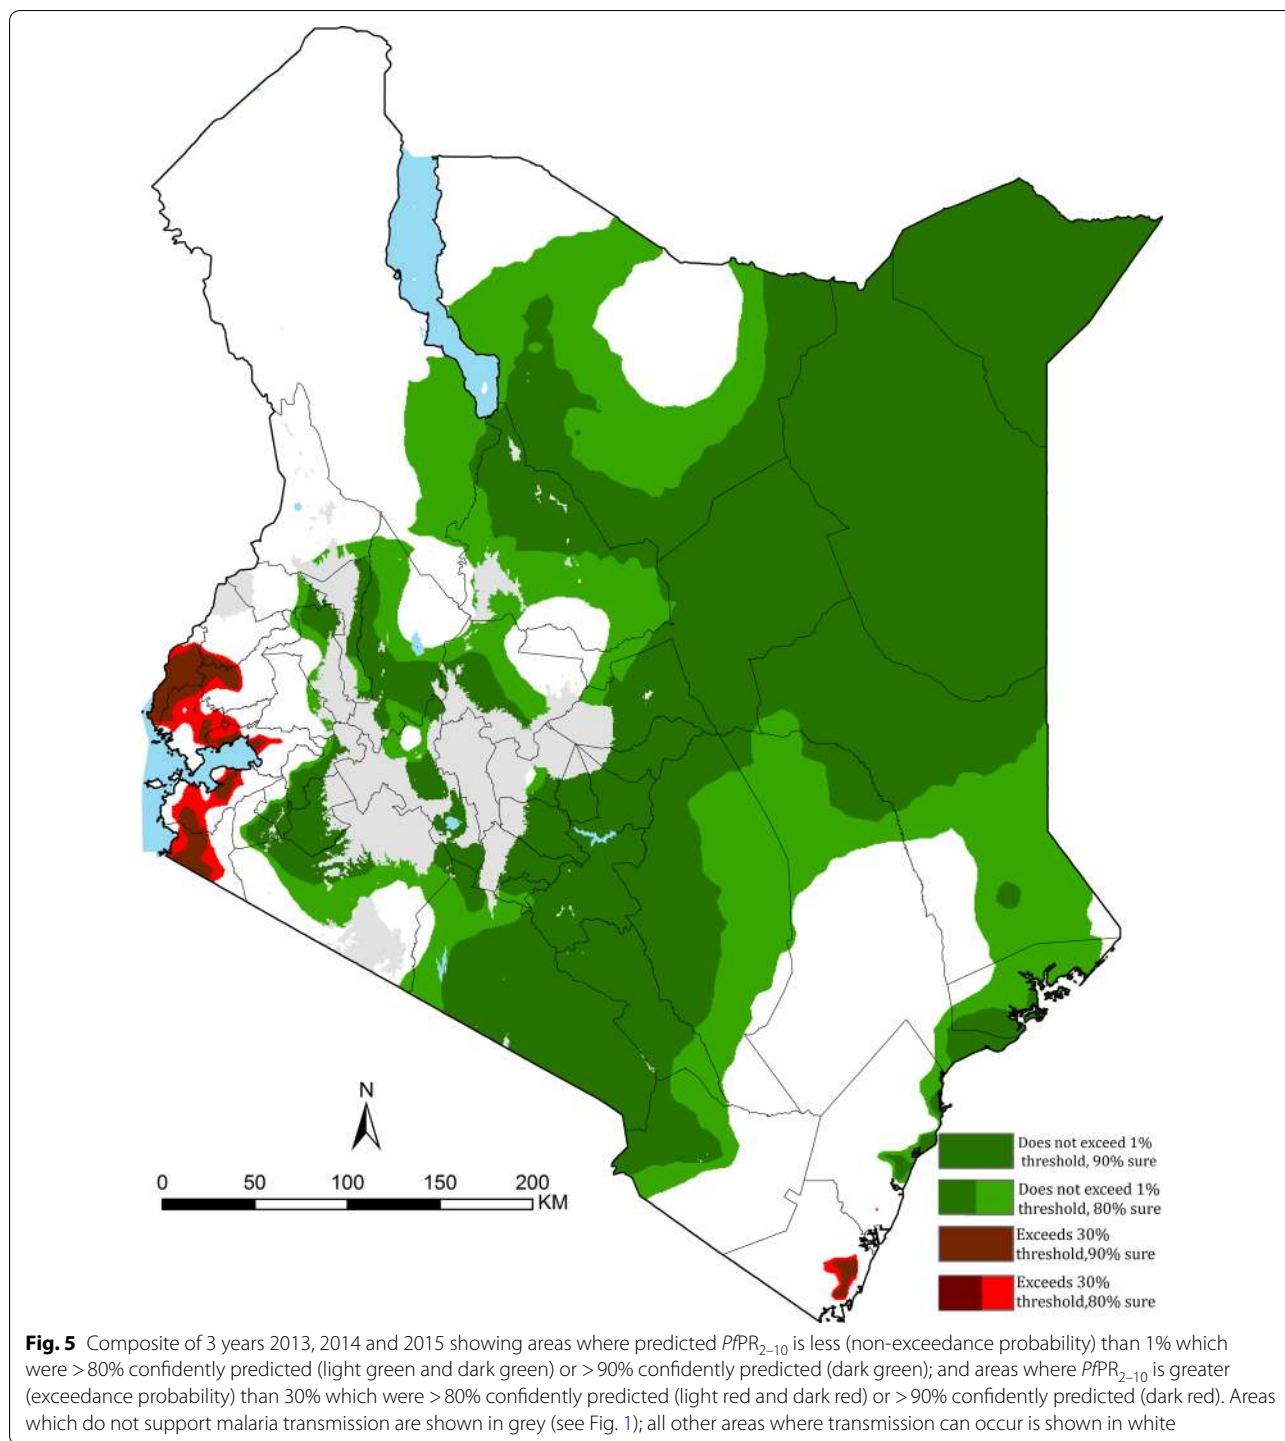 N
0 50 100 150 200
KM
Does not exceed 1%
threshold, 90% sure
Does not exceed 1%
threshold, 80% sure
Exceeds 30%
threshold,90% sure
Exceeds 30%
threshold,80% sure
Fig. 5 Composite of 3 years 2013, 2014 and 2015 showing areas where predicted PfPR2–10 is less (non-exceedance probability) than 1% which
were > 80% confidently predicted (light green and dark green) or > 90% confidently predicted (dark green); and areas where PfPR2–10 is greater
(exceedance probability) than 30% which were > 80% confidently predicted (light red and dark red) or > 90% confidently predicted (dark red). Areas
which do not support malaria transmission are shown in grey (see Fig. 1); all other areas where transmission can occur is shown in white